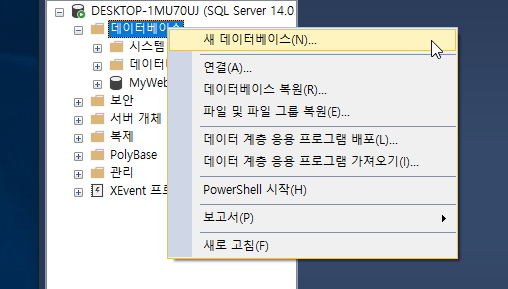 DESKTOP-1MU70UJ (SQL Server 14.0
데이터베이스
시스템
데이터
MyWeb
보안
서버 개체
복제
PolyBase
관리
XEvent 프
새 데이터베이스(N)...
연결(A)...
데이터베이스 복원(R)...
파일 및 파일 그룹 복원(E)...
데이터 계층 응용 프로그램 배포(L)...
데이터 계층 응용 프로그램 가져오기(I)...
PowerShell 시작(H)
보고서(P)
새로 고침(F)